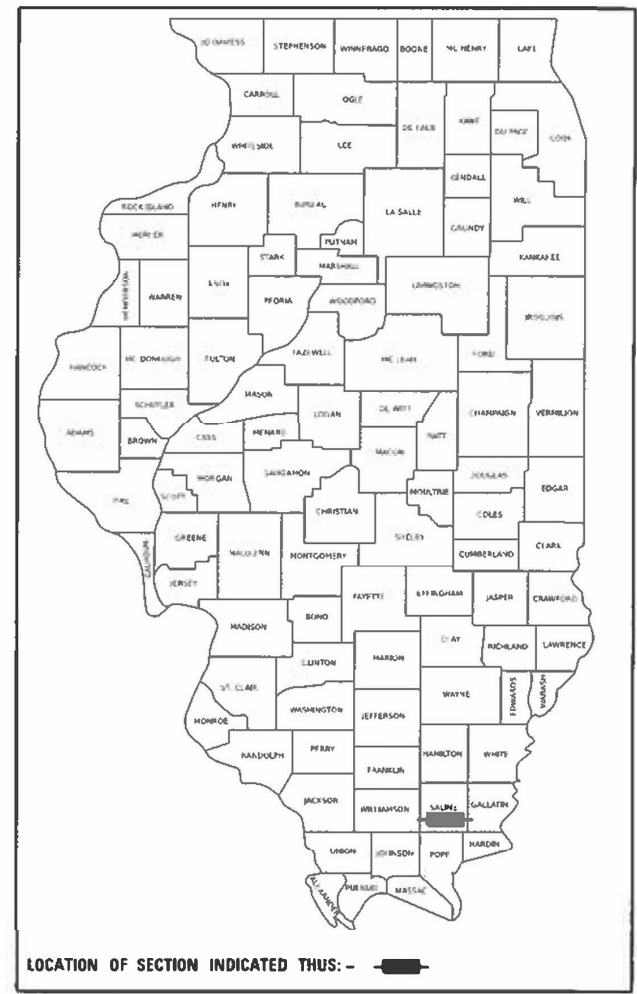 JO DAVIESS STEPHENSON WINNEBAGO BOONE MC HENRY LAKE
CARROLL OGLE DE KALB KANE DU PAGE COOK
WHITESIDE LEE
KENDALL
ROCK ISLAND HENRY BUREAU LA SALLE WILL
MERCER GRUNDY
PUTNAM
STARK MARSHALL KANKAKEE
HENDERSON WARREN KNOX PEORIA WOODFORD LIVINGSTON IROQUOIS
HANCOCK MC DONOUGH FULTON TAZEWELL MC LEAN FORD
MASON
SCHUYLER LOGAN DE WITT CHAMPAIGN VERMILION
ADAMS BROWN CASS MENARD PIATT
MACON
MORGAN SANGAMON DOUGLAS
PIKE SCOTT MOULTRIE EDGAR
CHRISTIAN COLES
GREENE SHELBY
CALHOUN MACOUPIN MONTGOMERY CUMBERLAND CLARK
JERSEY
FAYETTE EFFINGHAM JASPER CRAWFORD
MADISON BOND
CLAY RICHLAND LAWRENCE
CLINTON MARION
ST. CLAIR WAYNE EDWARDS WABASH
MONROE WASHINGTON JEFFERSON
RANDOLPH PERRY HAMILTON WHITE
FRANKLIN
JACKSON WILLIAMSON SALINE GALLATIN
UNION JOHNSON POPE HARDIN
ALEXANDER PULASKI MASSAC
LOCATION OF SECTION INDICATED THUS: -